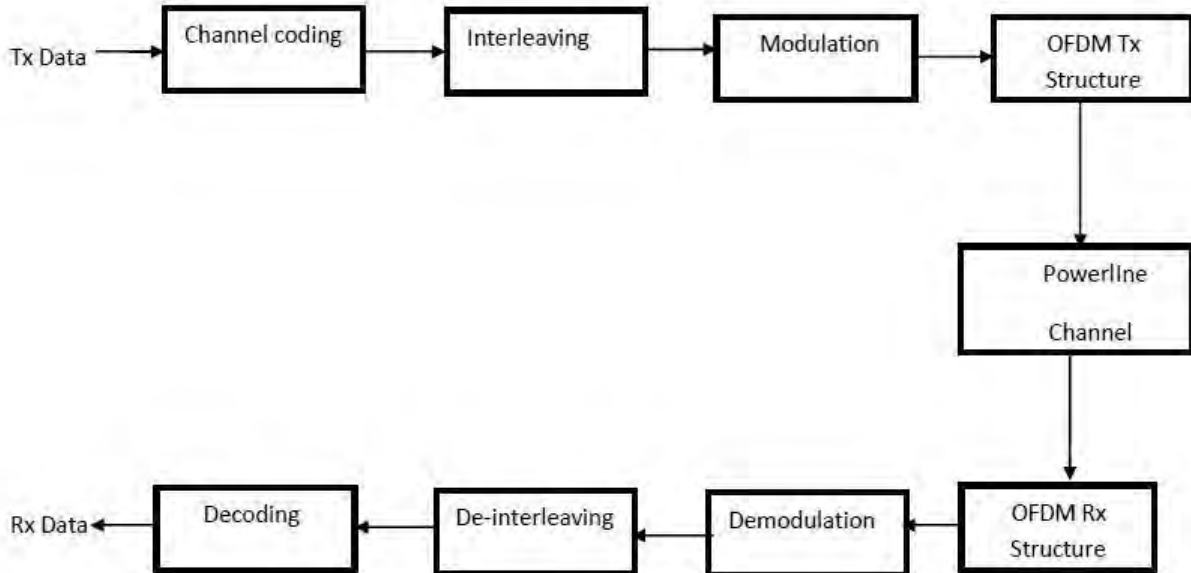 Tx Data
Channel coding
Interleaving
Modulation
OFDM Tx
Structure
Powerline
Channel
OFDM Rx
Structure
Demodulation
De-interleaving
Decoding
Rx Data